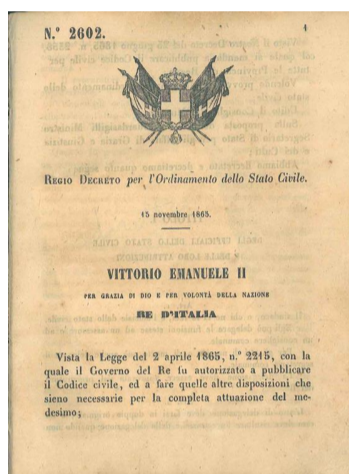 N.° 2602.
1
REGIO DECRETO per l'Ordinamento dello Stato Civile.
15 novembre 1865.
VITTORIO EMANUELE II
PER GRAZIA DI DIO E PER VOLONTÀ DELLA NAZIONE
RE D'ITALIA
Vista la Legge del 2 aprile 1865, n.° 2215, con la
quale il Governo del Re fu autorizzato a pubblicare
il Codice civile, ed a fare quelle altre disposizioni che
sieno necessarie per la completa attuazione del me-
desimo;